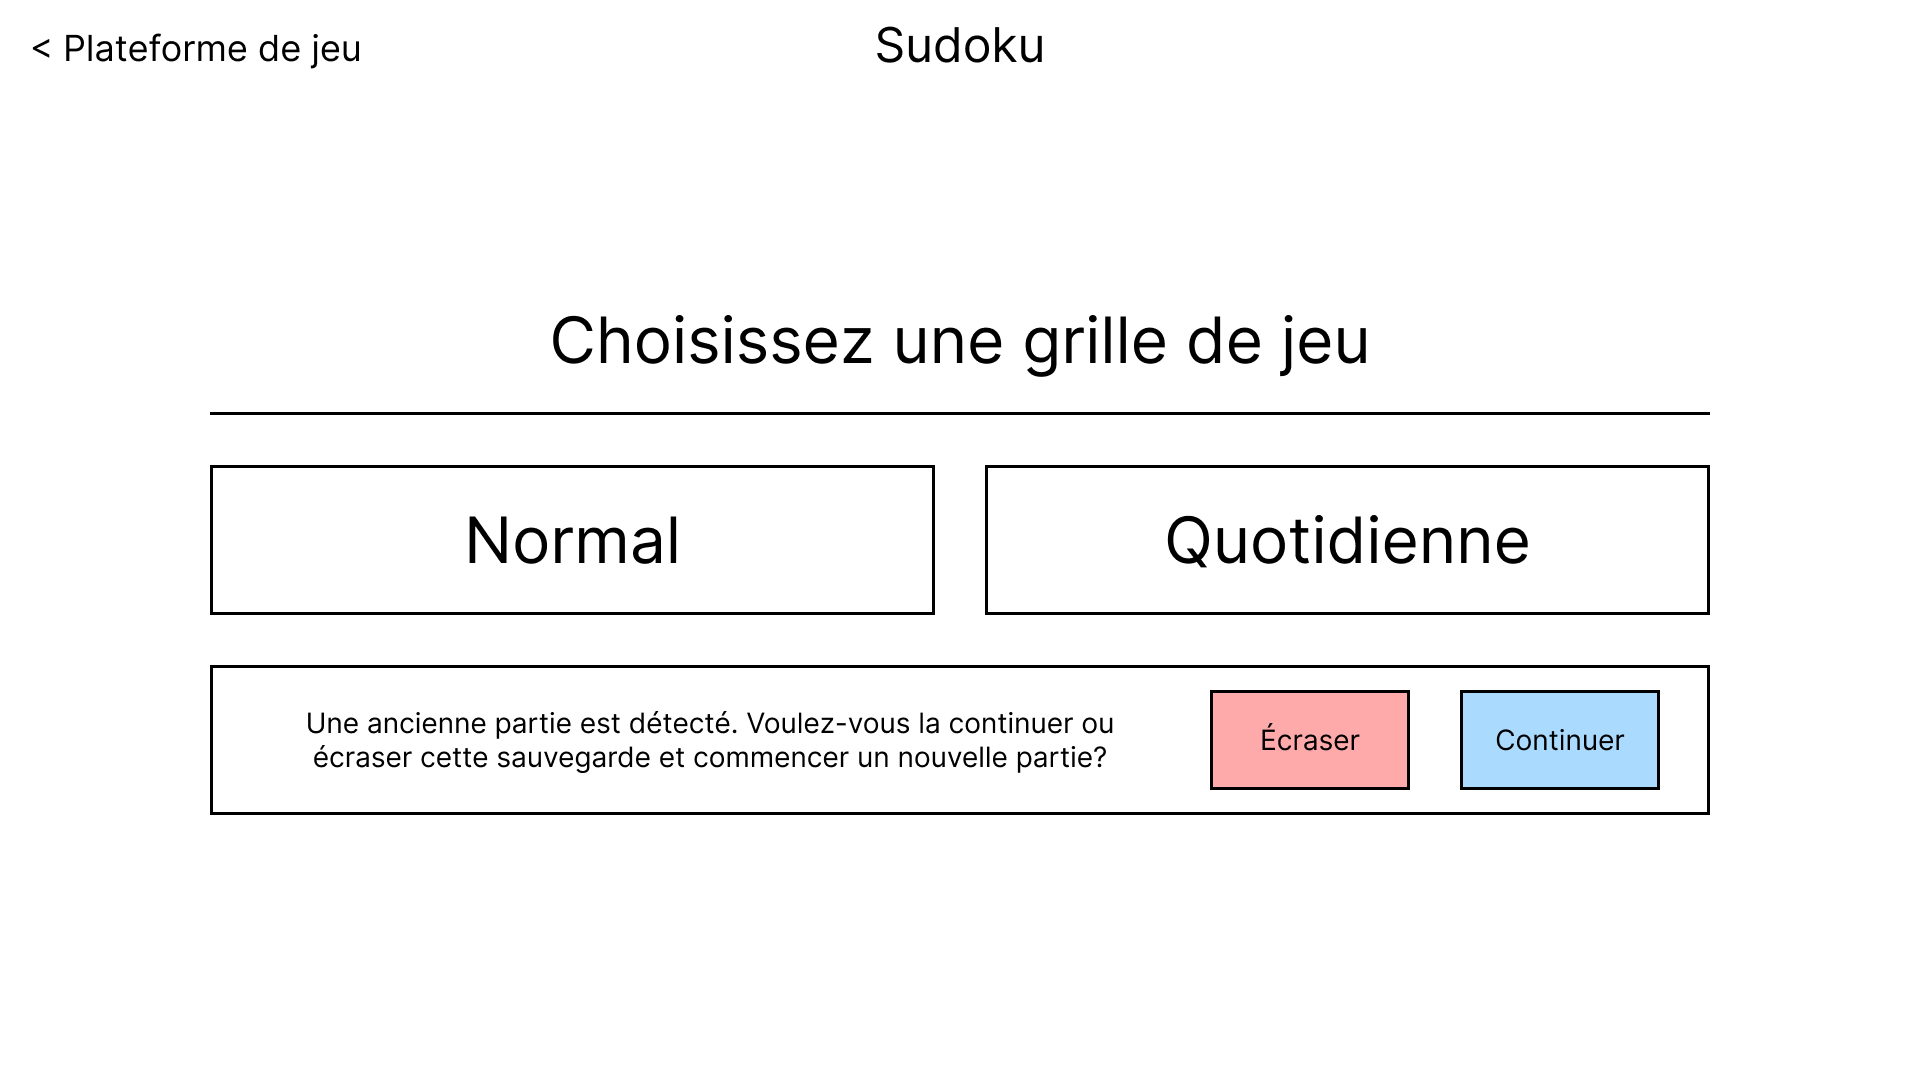 < Plateforme de jeu
Sudoku
Choisissez une grille de jeu
Normal
Quotidienne
Une ancienne partie est détecté. Voulez-vous la continuer ou
écraser cette sauvegarde et commencer un nouvelle partie?
Écraser
Continuer